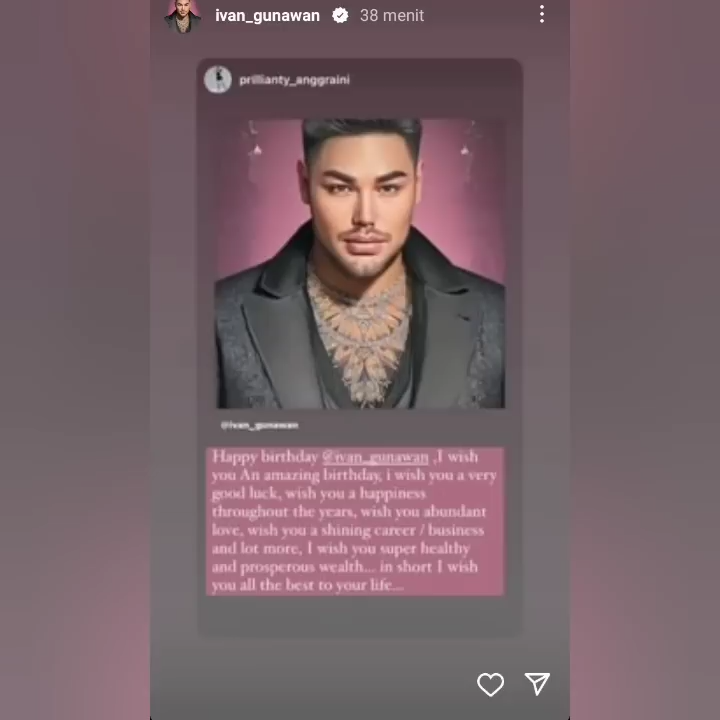 ivan_gunawan 38 menit
prillianty_anggraini
@ivan_gunawan
Happy birthday @ivan_gunawan ,I wish
you An amazing birthday, i wish you a very
good luck, wish you a happiness
throughout the years, wish you abundant
love, wish you a shining career / business
and lot more, I wish you super healthy
and prosperous wealth... in short I wish
you all the best to your life...